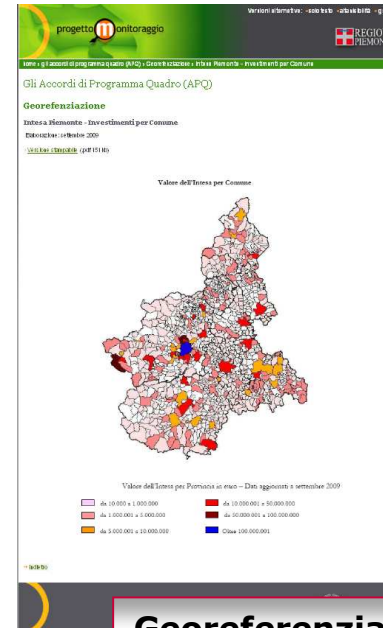 Versioni alternative: solo testo alta visibilità
progetto monitoraggio
REGIO
PIEMON
home » gli accordi di programma quadro (APQ) » Georefenziazione » Intesa Piemonte - Investimenti per Comune
Gli Accordi di Programma Quadro (APQ)
Georefenziazione
Intesa Piemonte - Investimenti per Comune
Elaborazione: settembre 2009
Versione stampabile (pdf 151 Kb)
Valore dell'Intesa per Comune
Valore dell'Intesa per Provincia in euro – Dati aggiornati a settembre 2009
da 10.000 a 1.000.000
da 10.000.001 a 50.000.000
da 1.000.001 a 5.000.000
da 50.000.001 a 100.000.000
da 5.000.001 a 10.000.000
Oltre 100.000.001
Indietro
Georeferenzia